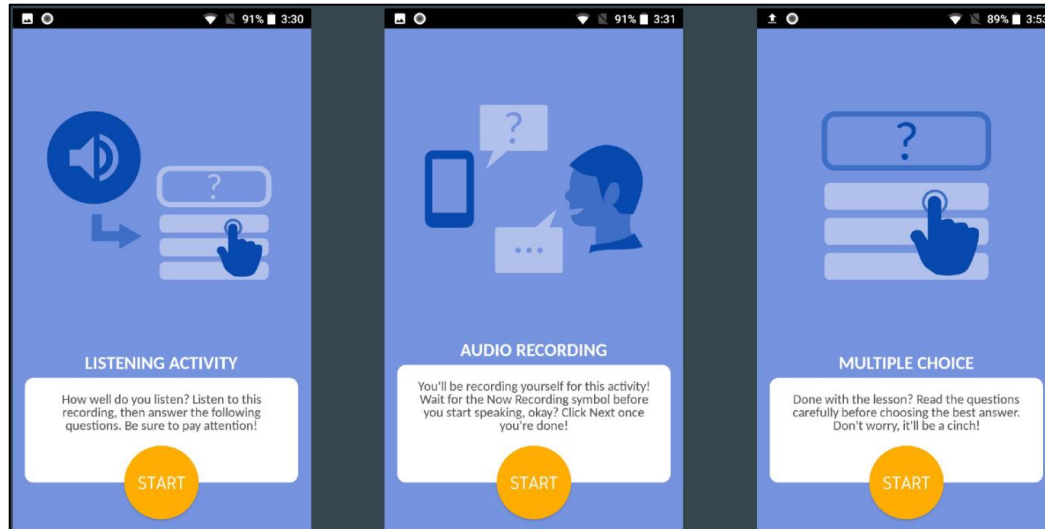 91% 3:30
?
LISTENING ACTIVITY
How well do you listen? Listen to this
recording, then answer the following
questions. Be sure to pay attention!
START
91% 3:31
?
...
AUDIO RECORDING
You'll be recording yourself for this activity!
Wait for the Now Recording symbol before
you start speaking, okay? Click Next once
you're done!
START
89% 3:53
?
MULTIPLE CHOICE
Done with the lesson? Read the questions
carefully before choosing the best answer.
Don't worry, it'll be a cinch!
START